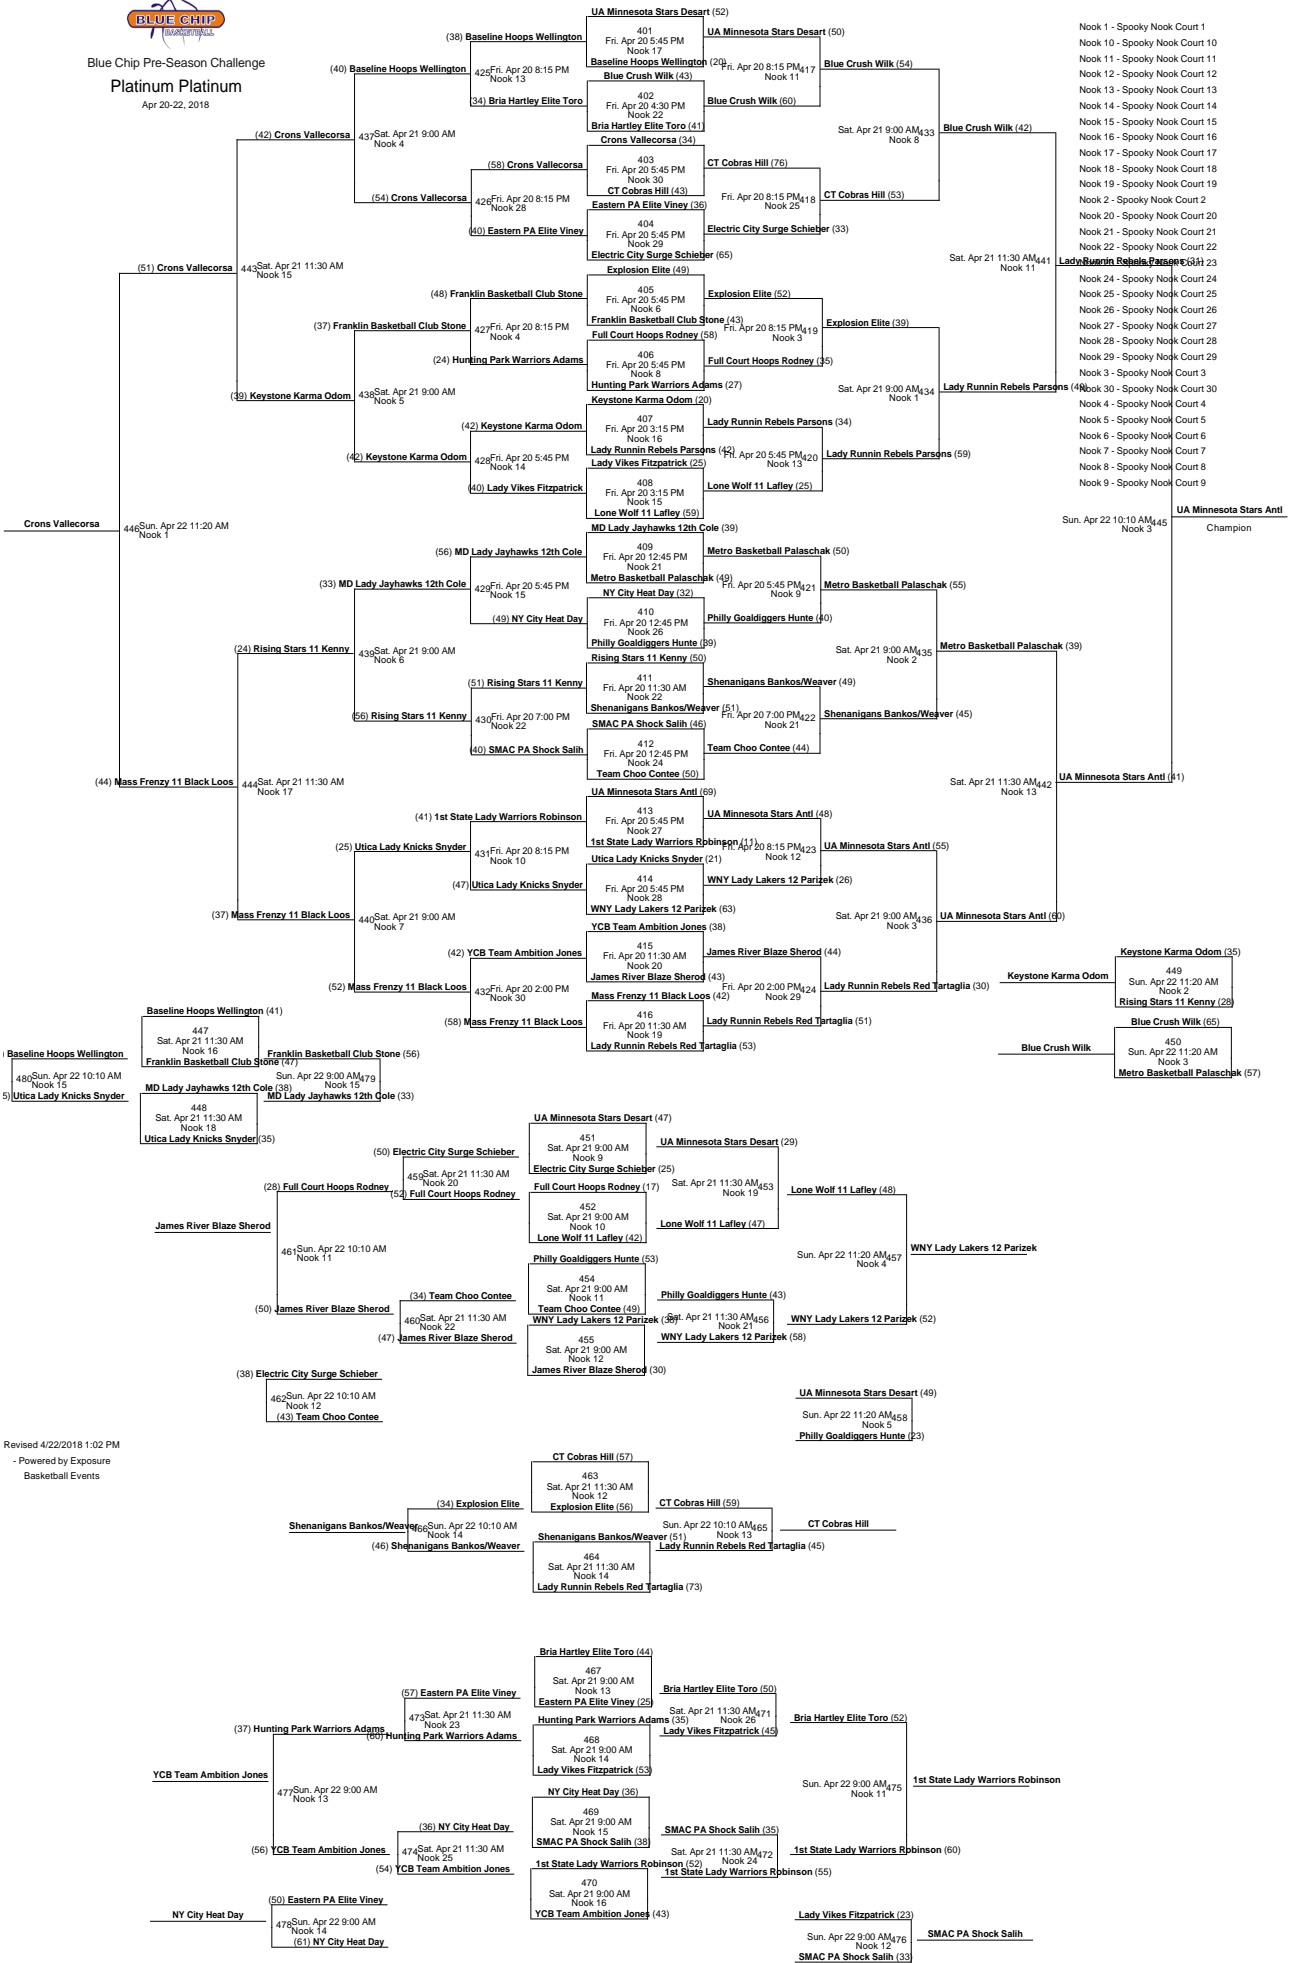 BLUE CHIP
BASKETBALL
Blue Chip Pre-Season Challenge
Platinum Platinum
Apr 20-22, 2018
Nook 1 - Spooky Nook Court 1
Nook 10 - Spooky Nook Court 10
Nook 11 - Spooky Nook Court 11
Nook 12 - Spooky Nook Court 12
Nook 13 - Spooky Nook Court 13
Nook 14 - Spooky Nook Court 14
Nook 15 - Spooky Nook Court 15
Nook 16 - Spooky Nook Court 16
Nook 17 - Spooky Nook Court 17
Nook 18 - Spooky Nook Court 18
Nook 19 - Spooky Nook Court 19
Nook 2 - Spooky Nook Court 2
Nook 20 - Spooky Nook Court 20
Nook 21 - Spooky Nook Court 21
Nook 22 - Spooky Nook Court 22
Nook 23 - Spooky Nook Court 23
Nook 24 - Spooky Nook Court 24
Nook 25 - Spooky Nook Court 25
Nook 26 - Spooky Nook Court 26
Nook 27 - Spooky Nook Court 27
Nook 28 - Spooky Nook Court 28
Nook 29 - Spooky Nook Court 29
Nook 3 - Spooky Nook Court 3
Nook 30 - Spooky Nook Court 30
Nook 4 - Spooky Nook Court 4
Nook 5 - Spooky Nook Court 5
Nook 6 - Spooky Nook Court 6
Nook 7 - Spooky Nook Court 7
Nook 8 - Spooky Nook Court 8
Nook 9 - Spooky Nook Court 9
UA Minnesota Stars Desart (52)
401
Fri. Apr 20 5:45 PM
Nook 17
Baseline Hoops Wellington (20)
Blue Crush Wilk (43)
402
Fri. Apr 20 4:30 PM
Nook 22
Bria Hartley Elite Toro (41)
Crons Vallecorsa (34)
403
Fri. Apr 20 5:45 PM
Nook 30
CT Cobras Hill (43)
Eastern PA Elite Viney (36)
404
Fri. Apr 20 5:45 PM
Nook 29
Electric City Surge Schieber (65)
Explosion Elite (49)
405
Fri. Apr 20 5:45 PM
Nook 6
Franklin Basketball Club Stone (43)
Full Court Hoops Rodney (58)
406
Fri. Apr 20 5:45 PM
Nook 8
Hunting Park Warriors Adams (27)
Keystone Karma Odom (20)
407
Fri. Apr 20 3:15 PM
Nook 16
Lady Runnin Rebels Parsons (42)
Lady Vikes Fitzpatrick (25)
408
Fri. Apr 20 3:15 PM
Nook 15
Lone Wolf 11 Lafley (59)
MD Lady Jayhawks 12th Cole (39)
409
Fri. Apr 20 12:45 PM
Nook 21
Metro Basketball Palaschak (49)
NY City Heat Day (32)
410
Fri. Apr 20 12:45 PM
Nook 26
Philly Goaldiggers Hunte (39)
Rising Stars 11 Kenny (50)
411
Fri. Apr 20 11:30 AM
Nook 22
Shenanigans Bankos/Weaver (51)
SMAC PA Shock Salih (46)
412
Fri. Apr 20 12:45 PM
Nook 24
Team Choo Contee (50)
UA Minnesota Stars Antl (69)
413
Fri. Apr 20 5:45 PM
Nook 27
1st State Lady Warriors Robinson (11)
Utica Lady Knicks Snyder (21)
414
Fri. Apr 20 5:45 PM
Nook 28
WNY Lady Lakers 12 Parizek (63)
YCB Team Ambition Jones (38)
415
Fri. Apr 20 11:30 AM
Nook 20
James River Blaze Sherod (43)
Mass Frenzy 11 Black Loos (42)
416
Fri. Apr 20 11:30 AM
Nook 19
Lady Runnin Rebels Red Tartaglia (53)
UA Minnesota Stars Desart (50)
Fri. Apr 20 8:15 PM 417
Nook 11
Blue Crush Wilk (60)
CT Cobras Hill (76)
Fri. Apr 20 8:15 PM 418
Nook 25
Electric City Surge Schieber (33)
Explosion Elite (52)
Fri. Apr 20 8:15 PM 419
Nook 3
Full Court Hoops Rodney (35)
Lady Runnin Rebels Parsons (34)
Fri. Apr 20 5:45 PM 420
Nook 13
Lone Wolf 11 Lafley (25)
Metro Basketball Palaschak (50)
Fri. Apr 20 5:45 PM 421
Nook 9
Philly Goaldiggers Hunte (40)
Shenanigans Bankos/Weaver (49)
Fri. Apr 20 7:00 PM 422
Nook 21
Team Choo Contee (44)
UA Minnesota Stars Antl (48)
Fri. Apr 20 8:15 PM 423
Nook 12
WNY Lady Lakers 12 Parizek (26)
James River Blaze Sherod (44)
Fri. Apr 20 2:00 PM 424
Nook 29
Lady Runnin Rebels Red Tartaglia (51)
Blue Crush Wilk (54)
Sat. Apr 21 9:00 AM 433
Nook 8
CT Cobras Hill (53)
Explosion Elite (39)
Sat. Apr 21 9:00 AM 434
Nook 1
Lady Runnin Rebels Parsons (59)
Metro Basketball Palaschak (55)
Sat. Apr 21 9:00 AM 435
Nook 2
Shenanigans Bankos/Weaver (45)
UA Minnesota Stars Antl (55)
Sat. Apr 21 9:00 AM 436
Nook 3
Lady Runnin Rebels Red Tartaglia (30)
Blue Crush Wilk (42)
Sat. Apr 21 11:30 AM 441
Nook 11
Lady Runnin Rebels Parsons (49)
Metro Basketball Palaschak (39)
Sat. Apr 21 11:30 AM 442
Nook 13
UA Minnesota Stars Antl (60)
Lady Runnin Rebels Parsons (31)
Sun. Apr 22 10:10 AM 445
Nook 3
UA Minnesota Stars Antl (41)
UA Minnesota Stars Antl
Champion
(38) Baseline Hoops Wellington
425 Fri. Apr 20 8:15 PM
Nook 13
(34) Bria Hartley Elite Toro
(58) Crons Vallecorsa
426 Fri. Apr 20 8:15 PM
Nook 28
(40) Eastern PA Elite Viney
(48) Franklin Basketball Club Stone
427 Fri. Apr 20 8:15 PM
Nook 4
(24) Hunting Park Warriors Adams
(42) Keystone Karma Odom
428 Fri. Apr 20 5:45 PM
Nook 14
(40) Lady Vikes Fitzpatrick
(56) MD Lady Jayhawks 12th Cole
429 Fri. Apr 20 5:45 PM
Nook 15
(49) NY City Heat Day
(51) Rising Stars 11 Kenny
430 Fri. Apr 20 7:00 PM
Nook 22
(40) SMAC PA Shock Salih
(41) 1st State Lady Warriors Robinson
431 Fri. Apr 20 8:15 PM
Nook 10
(47) Utica Lady Knicks Snyder
(42) YCB Team Ambition Jones
432 Fri. Apr 20 2:00 PM
Nook 30
(58) Mass Frenzy 11 Black Loos
(40) Baseline Hoops Wellington
437 Sat. Apr 21 9:00 AM
Nook 4
(54) Crons Vallecorsa
(37) Franklin Basketball Club Stone
438 Sat. Apr 21 9:00 AM
Nook 5
(42) Keystone Karma Odom
(33) MD Lady Jayhawks 12th Cole
439 Sat. Apr 21 9:00 AM
Nook 6
(56) Rising Stars 11 Kenny
(25) Utica Lady Knicks Snyder
440 Sat. Apr 21 9:00 AM
Nook 7
(52) Mass Frenzy 11 Black Loos
(42) Crons Vallecorsa
443 Sat. Apr 21 11:30 AM
Nook 15
(39) Keystone Karma Odom
(24) Rising Stars 11 Kenny
444 Sat. Apr 21 11:30 AM
Nook 17
(37) Mass Frenzy 11 Black Loos
(51) Crons Vallecorsa
446 Sun. Apr 22 11:20 AM
Nook 1
(44) Mass Frenzy 11 Black Loos
Crons Vallecorsa
Keystone Karma Odom (35)
449
Sun. Apr 22 11:20 AM
Nook 2
Rising Stars 11 Kenny (28)
Keystone Karma Odom
Blue Crush Wilk (65)
450
Sun. Apr 22 11:20 AM
Nook 3
Metro Basketball Palaschak (57)
Blue Crush Wilk
Baseline Hoops Wellington (41)
447
Sat. Apr 21 11:30 AM
Nook 16
Franklin Basketball Club Stone (47)
MD Lady Jayhawks 12th Cole (38)
448
Sat. Apr 21 11:30 AM
Nook 18
Utica Lady Knicks Snyder (35)
Franklin Basketball Club Stone (56)
Sun. Apr 22 9:00 AM 479
Nook 15
MD Lady Jayhawks 12th Cole (33)
) Baseline Hoops Wellington
480 Sun. Apr 22 10:10 AM
Nook 15
5) Utica Lady Knicks Snyder
UA Minnesota Stars Desart (47)
451
Sat. Apr 21 9:00 AM
Nook 9
Electric City Surge Schieber (25)
Full Court Hoops Rodney (17)
452
Sat. Apr 21 9:00 AM
Nook 10
Lone Wolf 11 Lafley (42)
Philly Goaldiggers Hunte (53)
454
Sat. Apr 21 9:00 AM
Nook 11
Team Choo Contee (49)
WNY Lady Lakers 12 Parizek
455
Sat. Apr 21 9:00 AM
Nook 12
James River Blaze Sherod (30)
UA Minnesota Stars Desart (29)
Sat. Apr 21 11:30 AM 453
Nook 19
Lone Wolf 11 Lafley (47)
Philly Goaldiggers Hunte (43)
Sat. Apr 21 11:30 AM 456
Nook 21
WNY Lady Lakers 12 Parizek (58)
Lone Wolf 11 Lafley (48)
Sun. Apr 22 11:20 AM 457
Nook 4
WNY Lady Lakers 12 Parizek (52)
WNY Lady Lakers 12 Parizek
(50) Electric City Surge Schieber
459 Sat. Apr 21 11:30 AM
Nook 20
(52) Full Court Hoops Rodney
(34) Team Choo Contee
460 Sat. Apr 21 11:30 AM
Nook 22
(47) James River Blaze Sherod
(28) Full Court Hoops Rodney
461 Sun. Apr 22 10:10 AM
Nook 11
(50) James River Blaze Sherod
James River Blaze Sherod
(38) Electric City Surge Schieber
462 Sun. Apr 22 10:10 AM
Nook 12
(43) Team Choo Contee
UA Minnesota Stars Desart (49)
Sun. Apr 22 11:20 AM 458
Nook 5
Philly Goaldiggers Hunte (23)
Revised 4/22/2018 1:02 PM
- Powered by Exposure
Basketball Events
CT Cobras Hill (57)
463
Sat. Apr 21 11:30 AM
Nook 12
Explosion Elite (56)
Shenanigans Bankos/Weaver (51)
464
Sat. Apr 21 11:30 AM
Nook 14
Lady Runnin Rebels Red Tartaglia (73)
CT Cobras Hill (59)
Sun. Apr 22 10:10 AM 465
Nook 13
Lady Runnin Rebels Red Tartaglia (45)
CT Cobras Hill
(34) Explosion Elite
466 Sun. Apr 22 10:10 AM
Nook 14
(46) Shenanigans Bankos/Weaver
Shenanigans Bankos/Weaver
Bria Hartley Elite Toro (44)
467
Sat. Apr 21 9:00 AM
Nook 13
Eastern PA Elite Viney (25)
Hunting Park Warriors Adams (35)
468
Sat. Apr 21 9:00 AM
Nook 14
Lady Vikes Fitzpatrick (53)
NY City Heat Day (36)
469
Sat. Apr 21 9:00 AM
Nook 15
SMAC PA Shock Salih (38)
1st State Lady Warriors Robinson (52)
470
Sat. Apr 21 9:00 AM
Nook 16
YCB Team Ambition Jones (43)
Bria Hartley Elite Toro (50)
Sat. Apr 21 11:30 AM 471
Nook 26
Lady Vikes Fitzpatrick (45)
SMAC PA Shock Salih (35)
Sat. Apr 21 11:30 AM 472
Nook 24
1st State Lady Warriors Robinson (55)
Bria Hartley Elite Toro (52)
Sun. Apr 22 9:00 AM 475
Nook 11
1st State Lady Warriors Robinson (60)
1st State Lady Warriors Robinson
(57) Eastern PA Elite Viney
473 Sat. Apr 21 11:30 AM
Nook 23
(60) Hunting Park Warriors Adams
(36) NY City Heat Day
474 Sat. Apr 21 11:30 AM
Nook 25
(54) YCB Team Ambition Jones
(37) Hunting Park Warriors Adams
477 Sun. Apr 22 9:00 AM
Nook 13
(56) YCB Team Ambition Jones
YCB Team Ambition Jones
(50) Eastern PA Elite Viney
478 Sun. Apr 22 9:00 AM
Nook 14
(61) NY City Heat Day
NY City Heat Day
Lady Vikes Fitzpatrick (23)
Sun. Apr 22 9:00 AM 476
Nook 12
SMAC PA Shock Salih (33)
SMAC PA Shock Salih